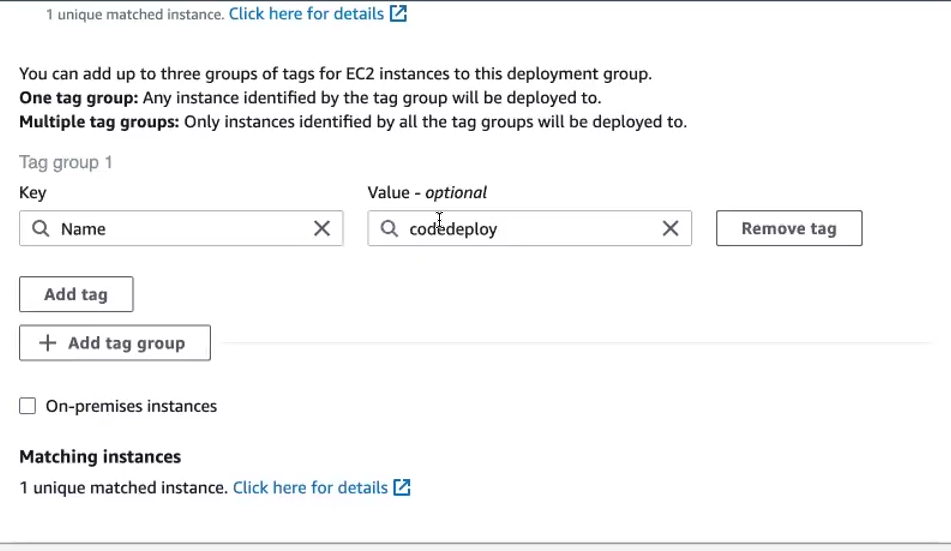 1 unique matched instance. Click here for details
You can add up to three groups of tags for EC2 instances to this deployment group.
One tag group: Any instance identified by the tag group will be deployed to.
Multiple tag groups: Only instances identified by all the tag groups will be deployed to.
Tag group 1
Key
Value - optional
Name
codedeploy
Remove tag
Add tag
Add tag group
On-premises instances
Matching instances
1 unique matched instance. Click here for details